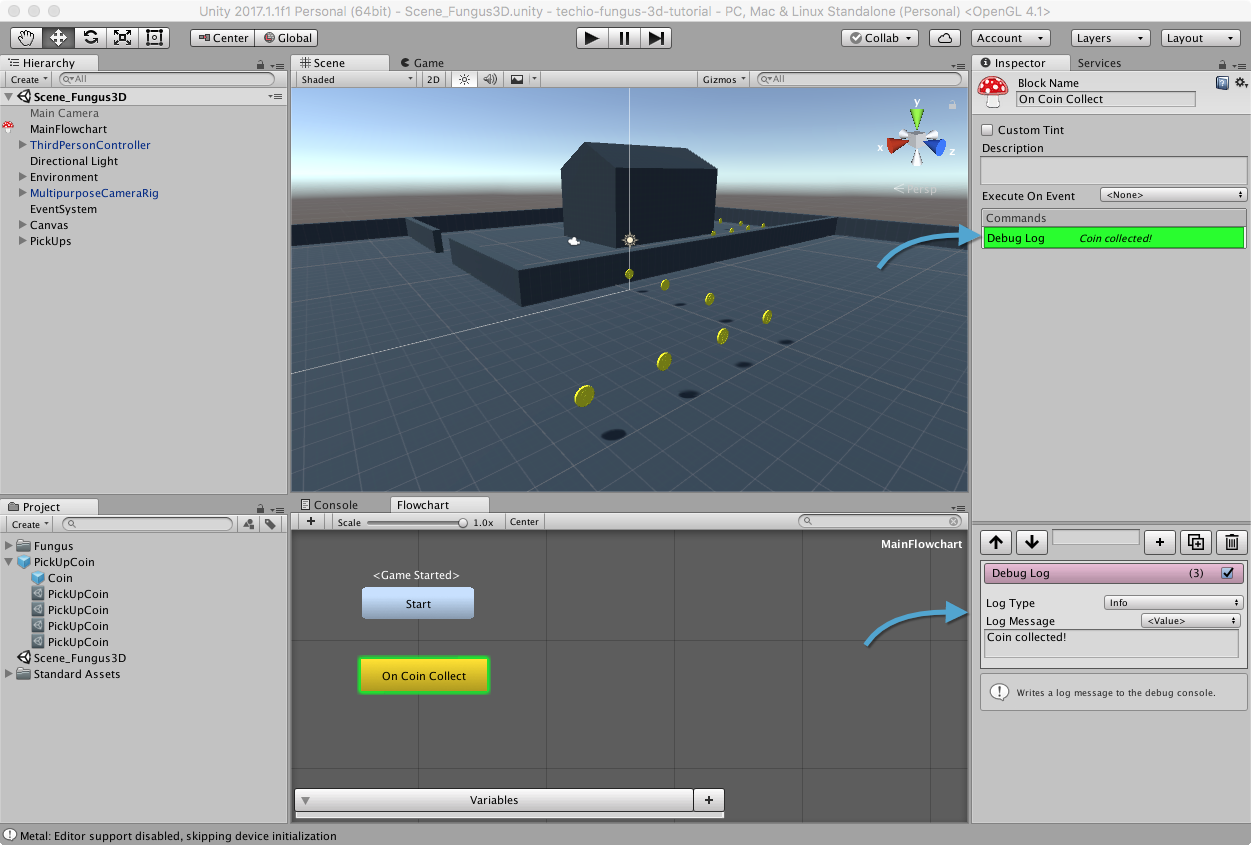 Unity 2017.1.1f1 Personal (64bit) - Scene_Fungus3D.unity - techio-fungus-3d-tutorial - PC, Mac & Linux Standalone (Personal) <OpenGL 4.1>
Center Global Collab Account Layers Layout
Hierarchy
Create All
Scene_Fungus3D
Main Camera
MainFlowchart
ThirdPersonController
Directional Light
Environment
MultipurposeCameraRig
EventSystem
Canvas
PickUps
Scene Game
Shaded 2D Gizmos All
y
x
z
Persp
Inspector Services
Block Name
On Coin Collect
Custom Tint
Description
Execute On Event <None>
Commands
Debug Log Coin collected!
Project
Create
Fungus
PickUpCoin
Coin
PickUpCoin
PickUpCoin
PickUpCoin
PickUpCoin
Scene_Fungus3D
Standard Assets
Console Flowchart
+ Scale 1.0x Center
MainFlowchart
<Game Started>
Start
On Coin Collect
Variables +
+
Debug Log (3)
Log Type Info
Log Message <Value>
Coin collected!
Writes a log message to the debug console.
Metal: Editor support disabled, skipping device initialization